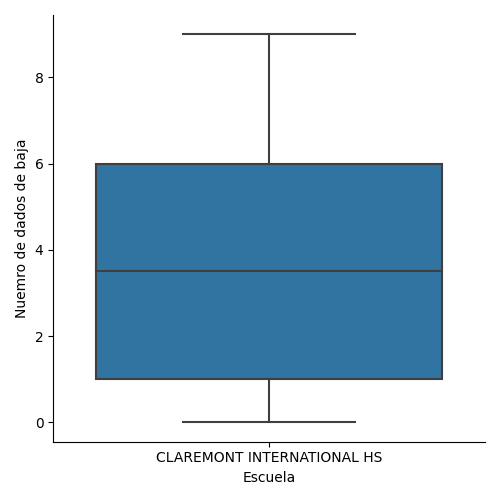 Nuemro de dados de baja
8
6
4
2
0
CLAREMONT INTERNATIONAL HS
Escuela